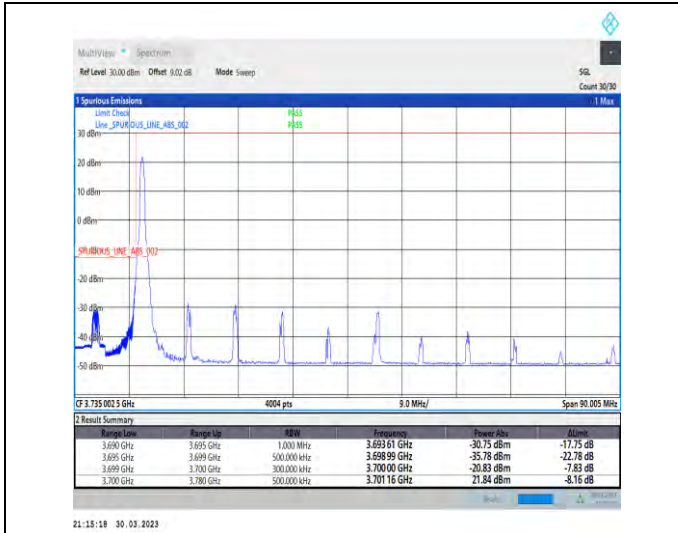 MultiView Spectrum
Ref Level 30.00 dBm Offset 9.02 dB Mode Sweep SGL
Count 30/30
1 Spurious Emissions 1 Max
Limit Check PASS
Line _SPURIOUS_LINE_ABS_002 PASS
30 dBm
20 dBm
10 dBm
0 dBm
_SPURIOUS_LINE_ABS_002
-20 dBm
-30 dBm
-40 dBm
-50 dBm
CF 3.735 002 5 GHz 4004 pts 9.0 MHz/ Span 90.005 MHz
2 Result Summary
Range Low Range Up RBW Frequency Power Abs ΔLimit
3.690 GHz 3.695 GHz 1.000 MHz 3.693 61 GHz -30.75 dBm -17.75 dB
3.695 GHz 3.699 GHz 500.000 kHz 3.698 99 GHz -35.78 dBm -22.78 dB
3.699 GHz 3.700 GHz 300.000 kHz 3.700 00 GHz -20.83 dBm -7.83 dB
3.700 GHz 3.780 GHz 500.000 kHz 3.701 16 GHz 21.84 dBm -8.16 dB
21:15:18 30.03.2023